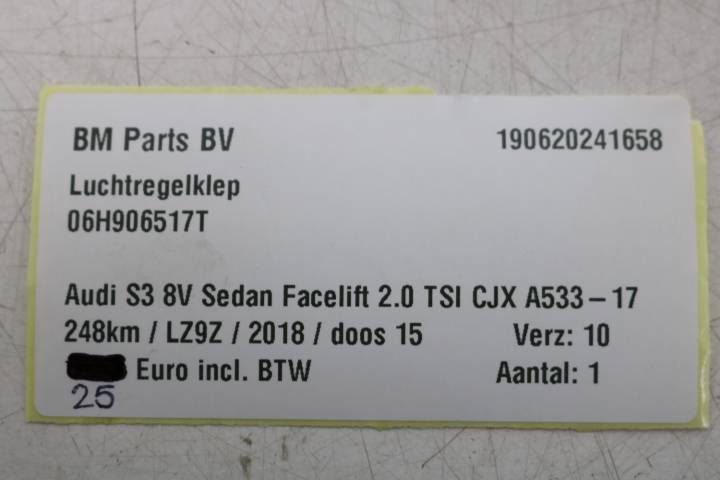 BM Parts BV 190620241658
Luchtregelklep
06H906517T
Audi S3 8V Sedan Facelift 2.0 TSI CJX A533-17
248km / LZ9Z / 2018 / doos 15 Verz: 10
Euro incl. BTW Aantal: 1
25